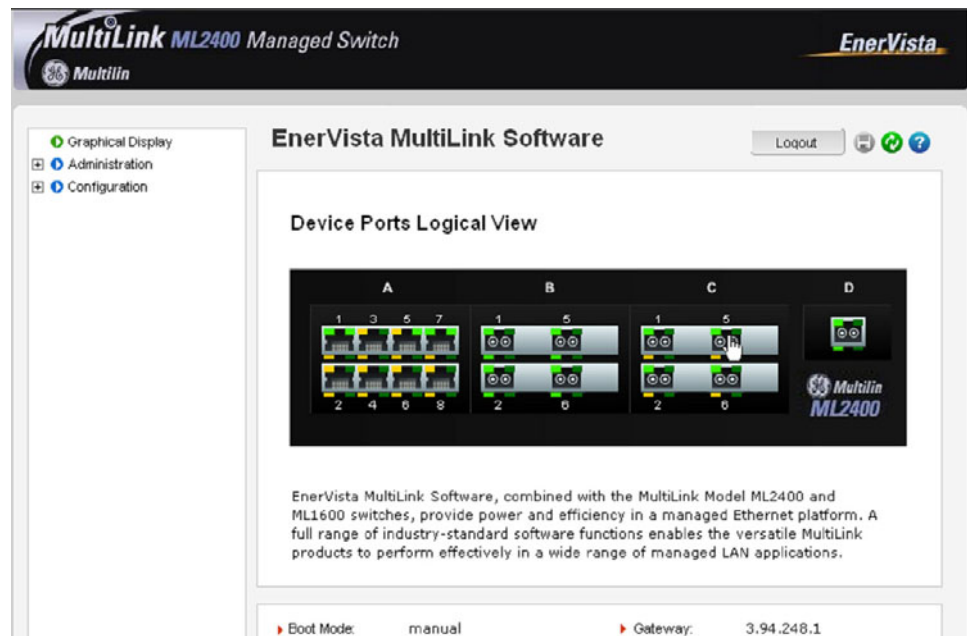 MultiLink ML2400 Managed Switch
EnerVista
Multilin
Graphical Display
Administration
Configuration
EnerVista MultiLink Software
Logout
?
Device Ports Logical View
A B C D
1 3 5 7 1 5 1 5
2 4 6 8 2 6 2 6
Multilin
ML2400
EnerVista MultiLink Software, combined with the MultiLink Model ML2400 and
ML1600 switches, provide power and efficiency in a managed Ethernet platform. A
full range of industry-standard software functions enables the versatile MultiLink
products to perform effectively in a wide range of managed LAN applications.
Boot Mode: manual Gateway: 3.94.248.1